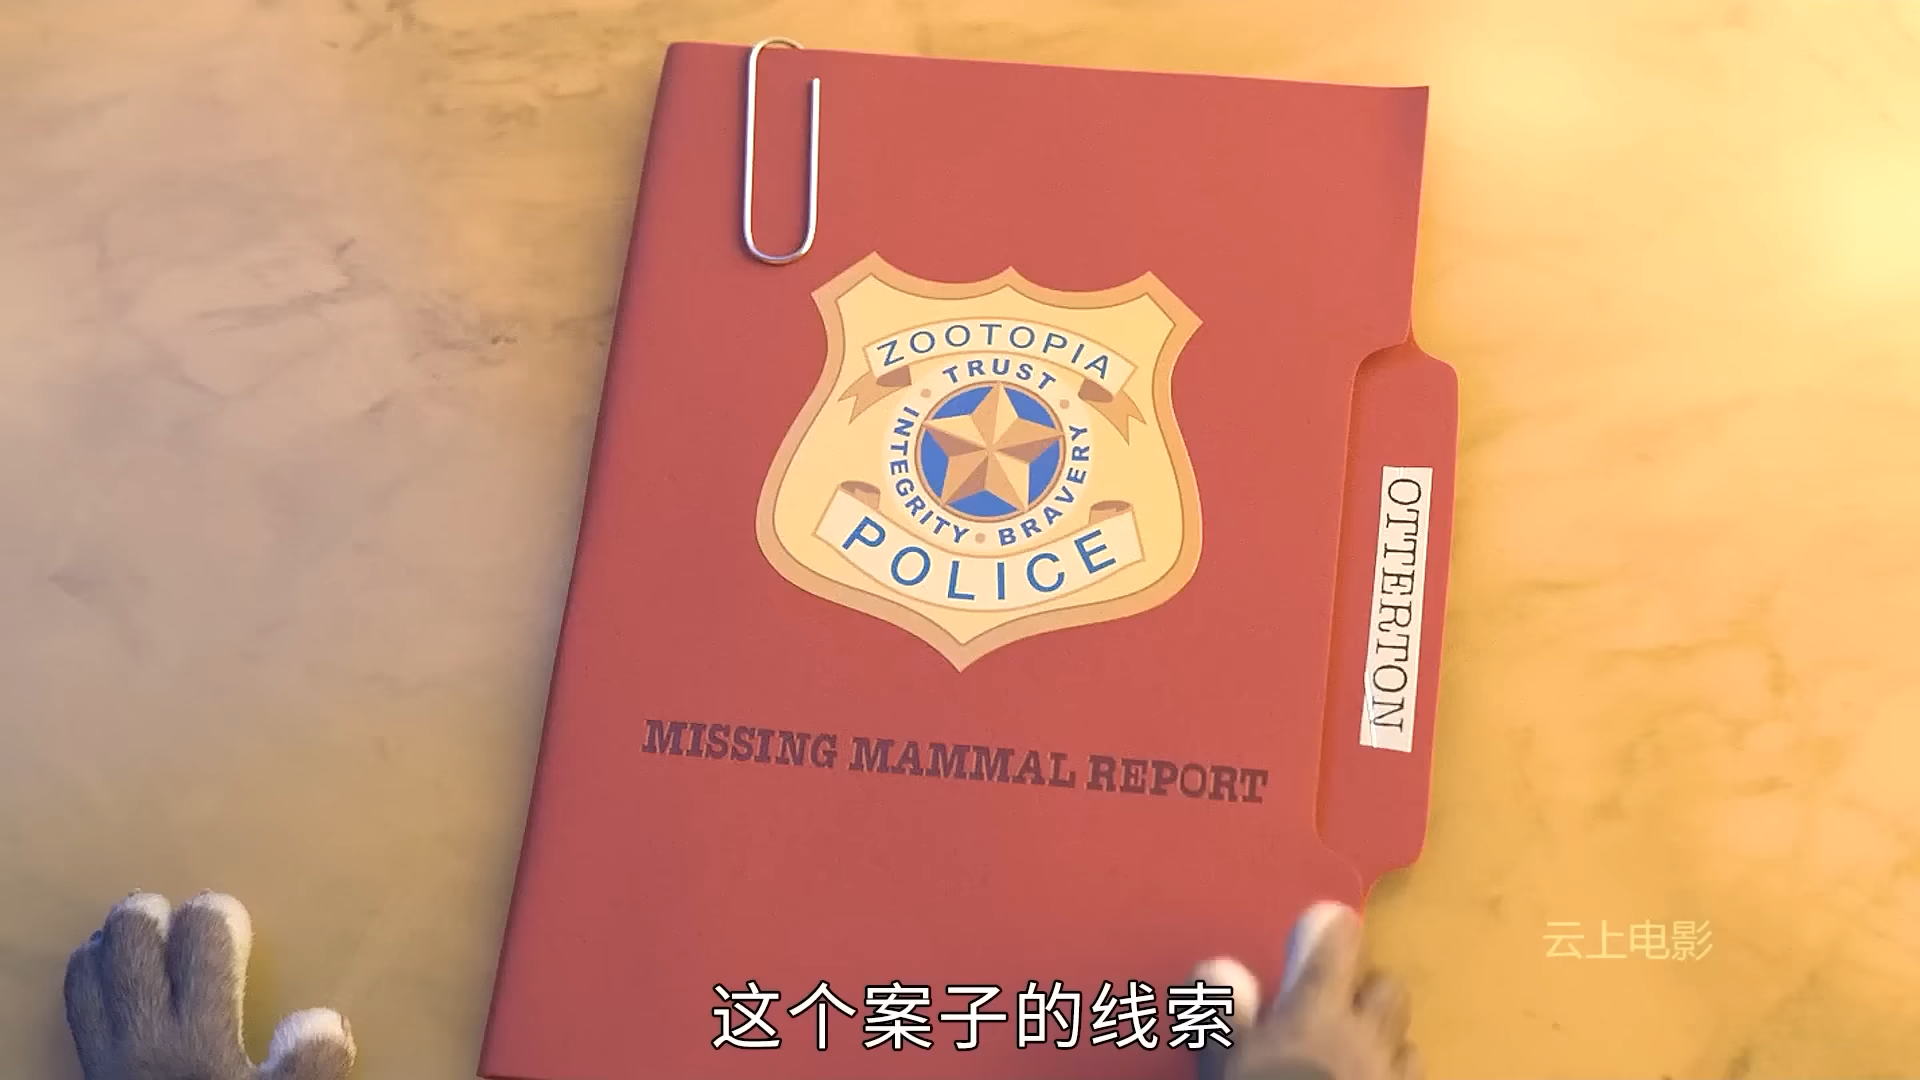 ZOOTOPIA
TRUST
INTEGRITY • BRAVERY
POLICE
OTTERTON
MISSING MAMMAL REPORT
云上电影
这个案子的线索